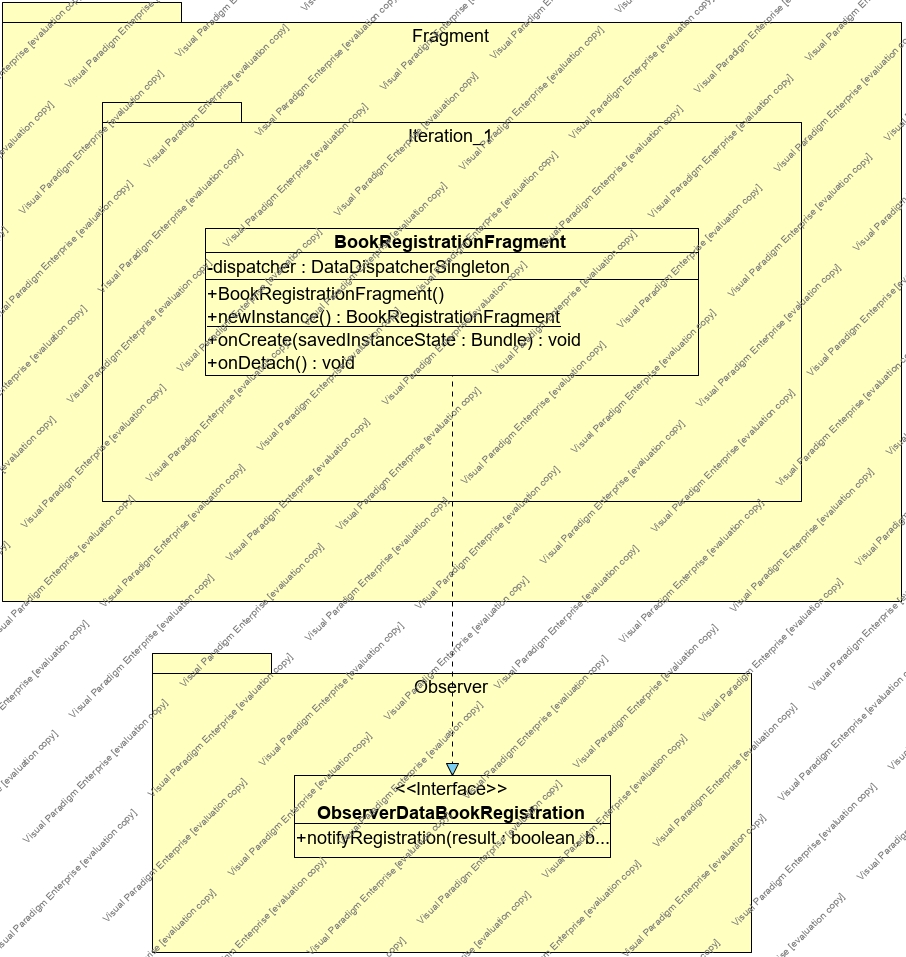 Fragment
Iteration_1
BookRegistrationFragment
-dispatcher : DataDispatcherSingleton
+BookRegistrationFragment()
+newInstance() : BookRegistrationFragment
+onCreate(savedInstanceState : Bundle) : void
+onDetach() : void
Observer
<<Interface>>
ObserverDataBookRegistration
+notifyRegistration(result : boolean, b...
Visual Paradigm Enterprise [evaluation copy]